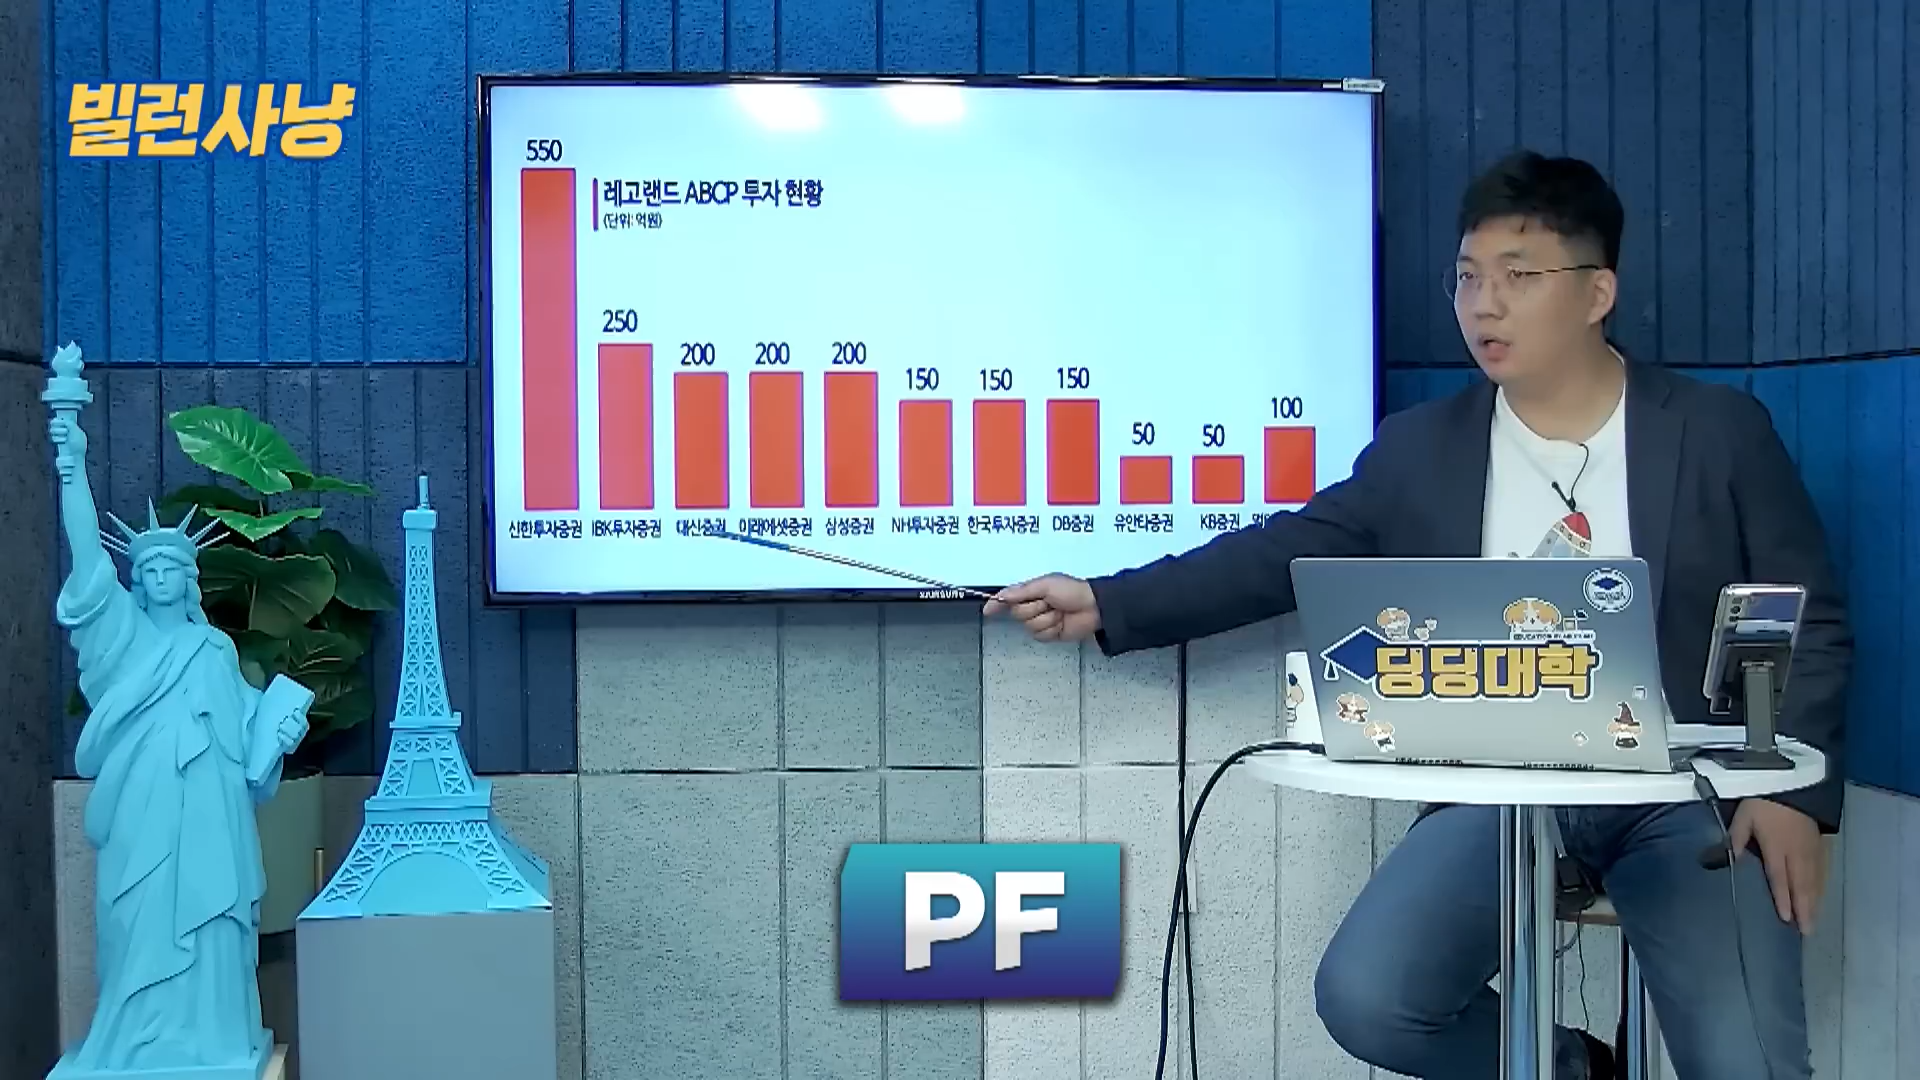 빌런사냥
550
레고랜드 ABCP 투자 현황
(단위: 억원)
250
200
200
200
150
150
150
50
50
100
신한투자증권
IBK투자증권
대신증권
미래에셋증권
삼성증권
NH투자증권
한국투자증권
DB증권
유안타증권
KB증권
SAMSUNG
딩딩대학
PF